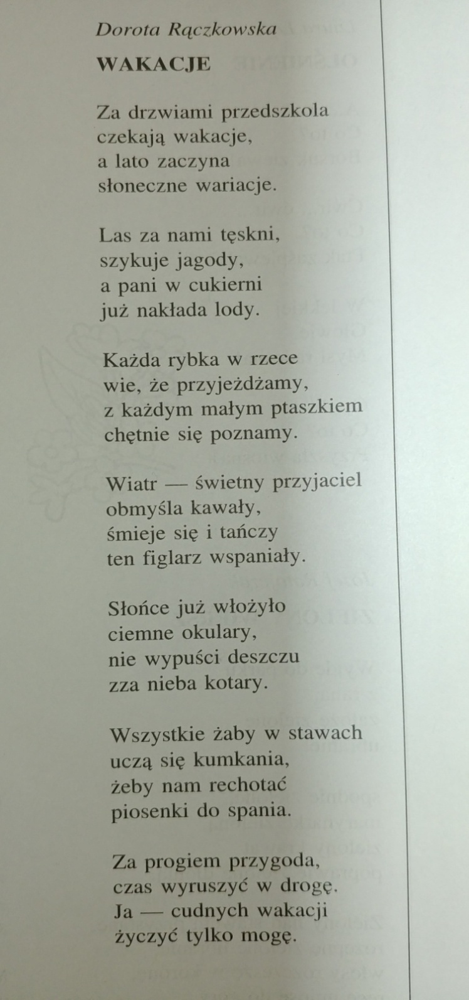 Dorota Rączkowska
WAKACJE
Za drzwiami przedszkola
czekają wakacje,
a lato zaczyna
słoneczne wariacje.
Las za nami tęskni,
szykuje jagody,
a pani w cukierni
już nakłada lody.
Każda rybka w rzece
wie, że przyjeżdżamy,
z każdym małym ptaszkiem
chętnie się poznamy.
Wiatr — świetny przyjaciel
obmyśla kawały,
śmieje się i tańczy
ten figlarz wspaniały.
Słońce już włożyło
ciemne okulary,
nie wypuści deszczu
zza nieba kotary.
Wszystkie żaby w stawach
uczą się kumkania,
żeby nam rechotać
piosenki do spania.
Za progiem przygoda,
czas wyruszyć w drogę.
Ja — cudnych wakacji
życzyć tylko mogę.